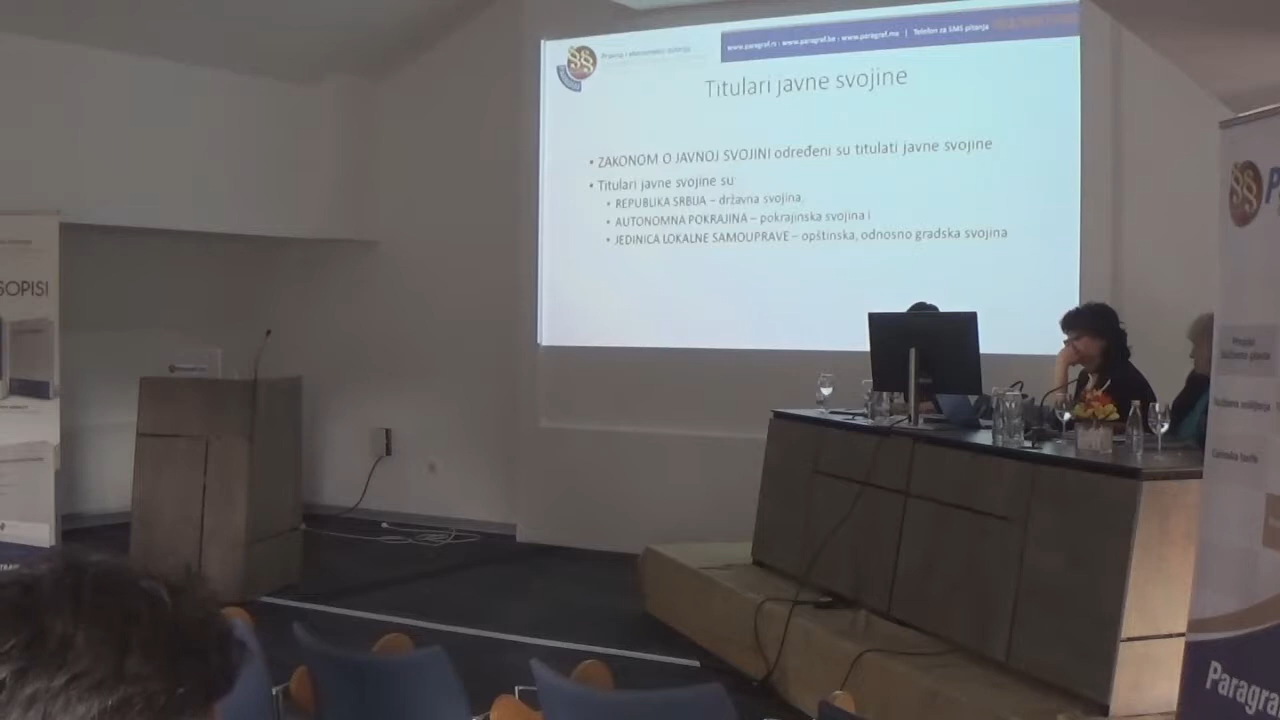 www.paragraf.rs · www.paragraf.ba · www.paragraf.me | Telefon za SMS pitanja
§§
Titulari javne svojine
• ZAKONOM O JAVNOJ SVOJINI određeni su titulati javne svojine
• Titulari javne svojine su
• REPUBLIKA SRBIJA – državna svojina,
• AUTONOMNA POKRAJINA – pokrajinska svojina i
• JEDINICA LOKALNE SAMOUPRAVE – opštinska, odnosno gradska svojina
SOPISI
§§
P
Paragra